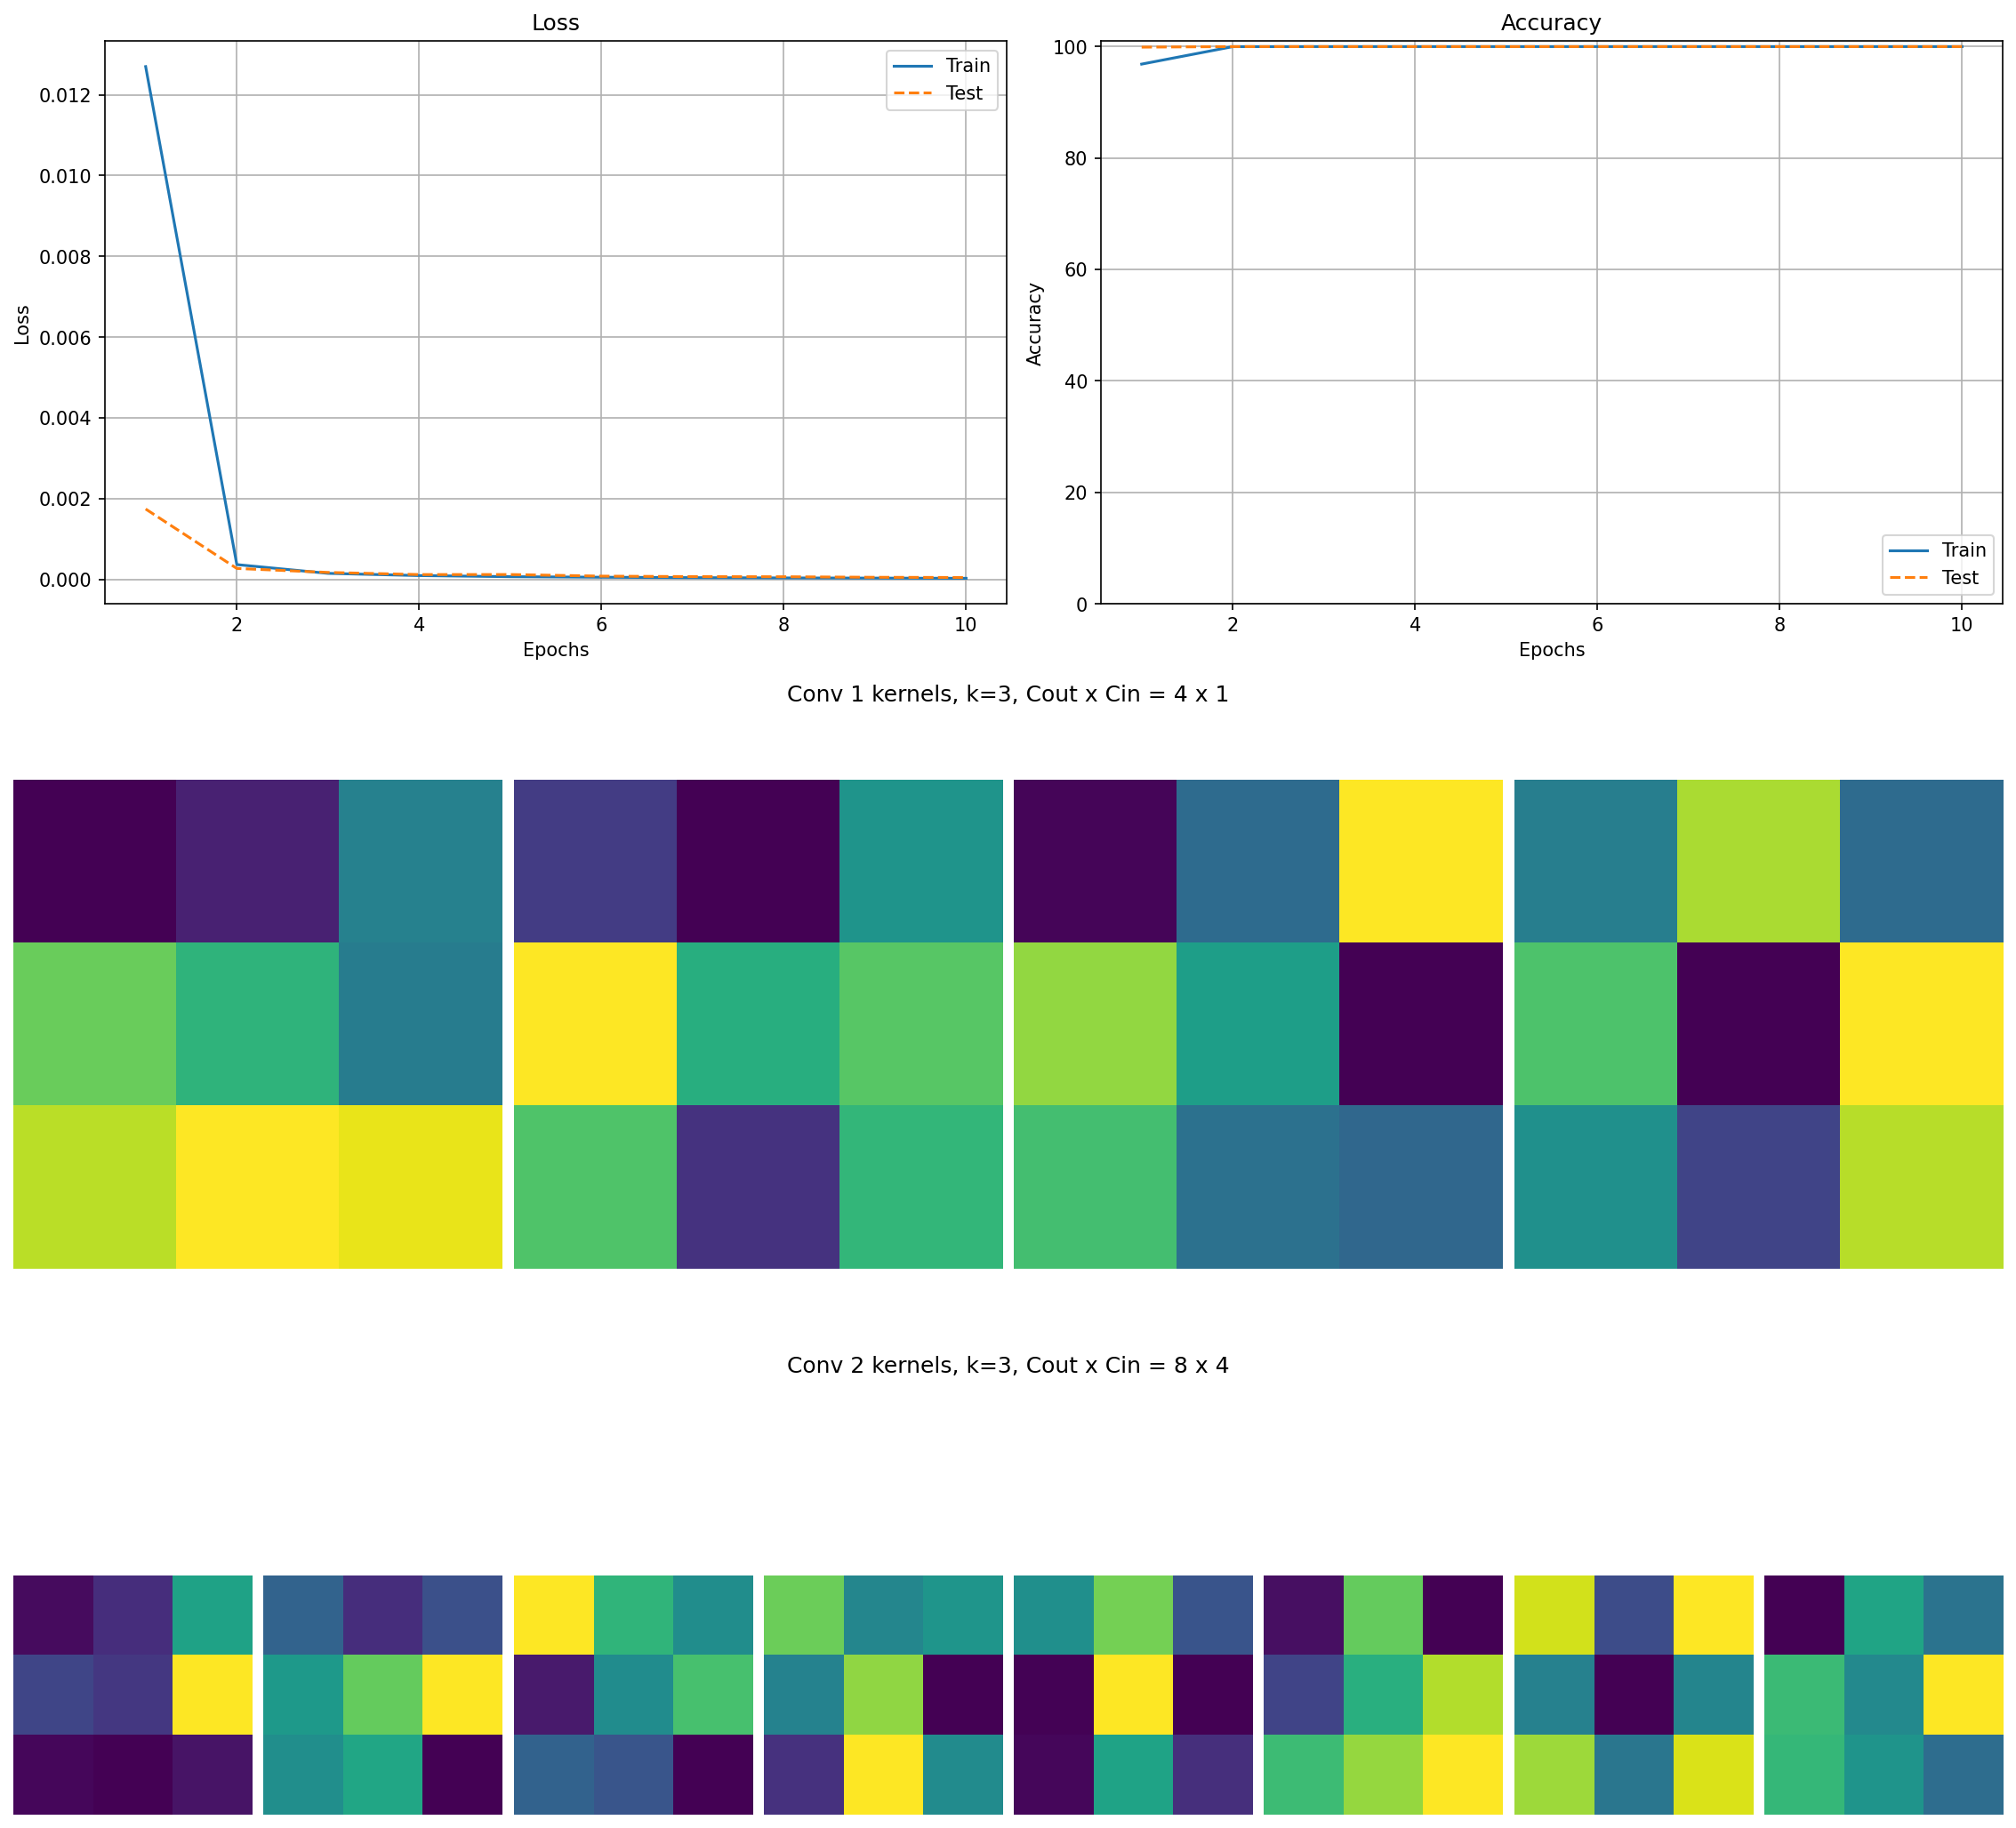 Loss
Train
Test
0.012
0.010
0.008
0.006
0.004
0.002
0.000
Loss
2 4 6 8 10
Epochs
Accuracy
100
80
60
40
20
0
Accuracy
Train
Test
2 4 6 8 10
Epochs
Conv 1 kernels, k=3, Cout x Cin = 4 x 1
Conv 2 kernels, k=3, Cout x Cin = 8 x 4